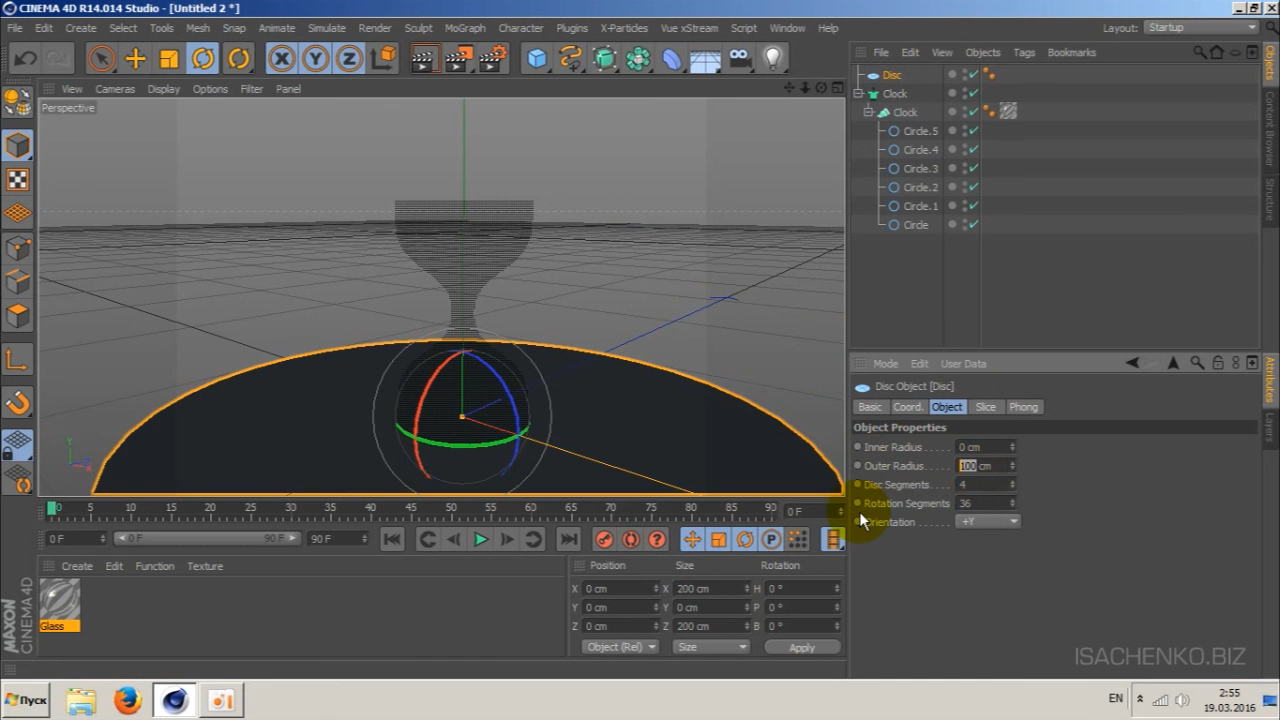 CINEMA 4D R14.014 Studio - [Untitled 2 *]
File Edit Create Select Tools Mesh Snap Animate Simulate Render Sculpt MoGraph Character Plugins X-Particles Vue xStream Script Window Help Layout: Startup
File Edit View Objects Tags Bookmarks
View Cameras Display Options Filter Panel
Perspective
Disc
Clock
Clock
Circle.5
Circle.4
Circle.3
Circle.2
Circle.1
Circle
Objects
Content Browser
Structure
Mode Edit User Data
Disc Object [Disc]
Basic Coord. Object Slice Phong
Object Properties
Inner Radius 0 cm
Outer Radius 100 cm
Disc Segments 4
Rotation Segments 36
Orientation +Y
Attributes
Layers
Y
X
0 5 10 15 20 25 30 35 40 45 50 55 60 65 70 75 80 85 90 0 F
0 F 0 F 90 F 90 F
Create Edit Function Texture
Glass
Position Size Rotation
X 0 cm X 200 cm H 0 °
Y 0 cm Y 0 cm P 0 °
Z 0 cm Z 200 cm B 0 °
Object (Rel) Size Apply
MAXON
CINEMA 4D
ISACHENKO.BIZ
Пуск
EN
2:55
19.03.2016